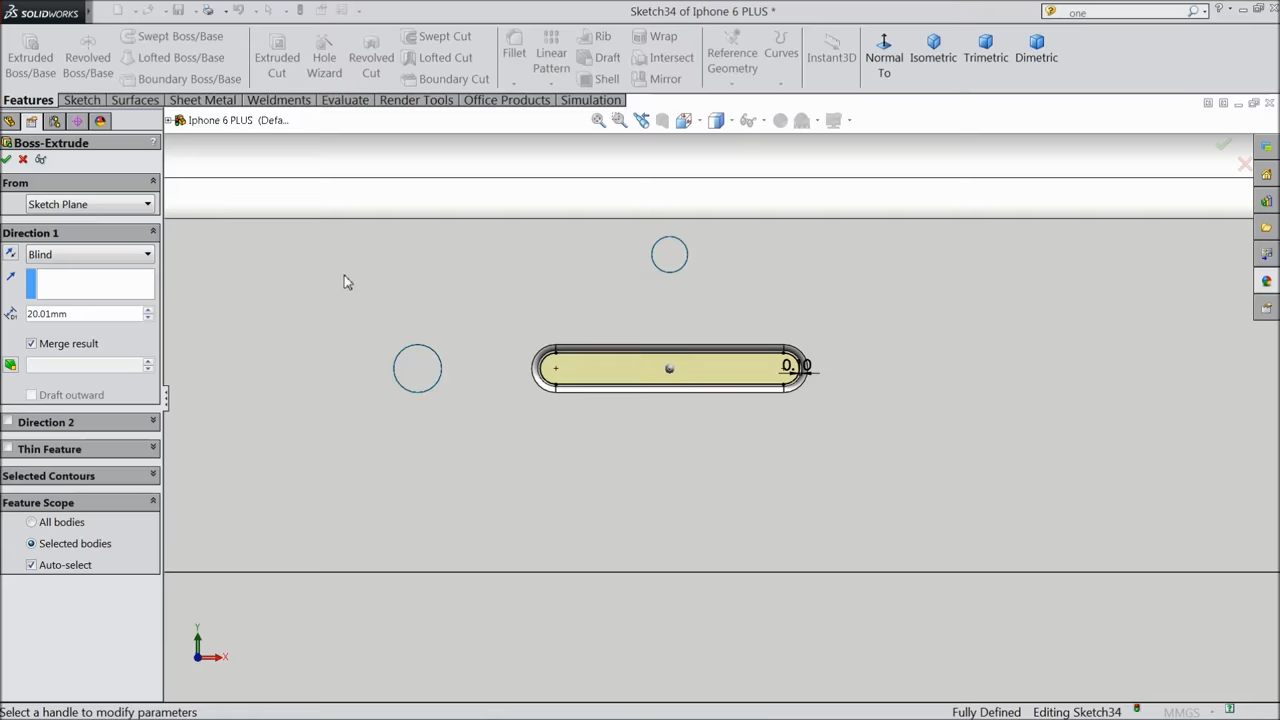 SOLIDWORKS
Sketch34 of Iphone 6 PLUS *
one
Extruded Boss/Base
Revolved Boss/Base
Swept Boss/Base
Lofted Boss/Base
Boundary Boss/Base
Extruded Cut
Hole Wizard
Revolved Cut
Swept Cut
Lofted Cut
Boundary Cut
Fillet
Linear Pattern
Rib
Draft
Shell
Wrap
Intersect
Mirror
Reference Geometry
Curves
Instant3D
Normal To
Isometric
Trimetric
Dimetric
Features
Sketch
Surfaces
Sheet Metal
Weldments
Evaluate
Render Tools
Office Products
Simulation
Iphone 6 PLUS (Defa...
Boss-Extrude
?
From
Sketch Plane
Direction 1
Blind
20.01mm
Merge result
Draft outward
Direction 2
Thin Feature
Selected Contours
Feature Scope
All bodies
Selected bodies
Auto-select
Y
X
Select a handle to modify parameters
Fully Defined
Editing Sketch34
MMGS